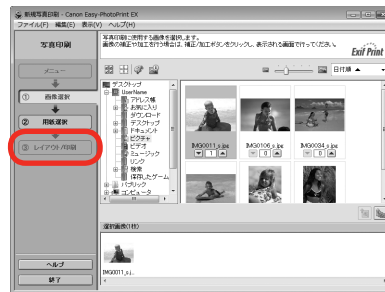 新規写真印刷 - Canon Easy-PhotoPrint EX
ファイル(F) 編集(E) 表示(V) ヘルプ(H)
写真印刷
写真印刷に使用する画像を選択します。
画像の補正や加工を行う場合は、補正/加工ボタンをクリックし、表示される画面で行ってください。
Exif Print
メニュー
日付順
① 画像選択
② 用紙選択
③ レイアウト/印刷
デスクトップ
UserName
アドレス帳
お気に入り
ダウンロード
デスクトップ
ドキュメント
ピクチャ
ビデオ
ミュージック
リンク
検索
保存したゲーム
パブリック
コンピュータ
IMG0011_s.jpg
IMG0106_s.jpg
IMG0034_s.jpg
1
0
0
選択画像(1枚)
IMG0011_s.j...
ヘルプ
終了